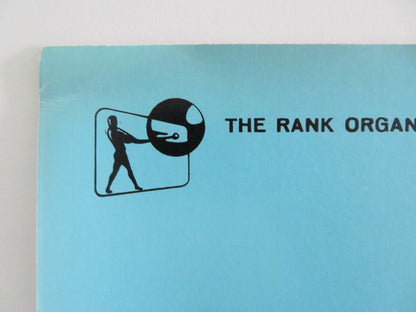 THE RANK ORGAN